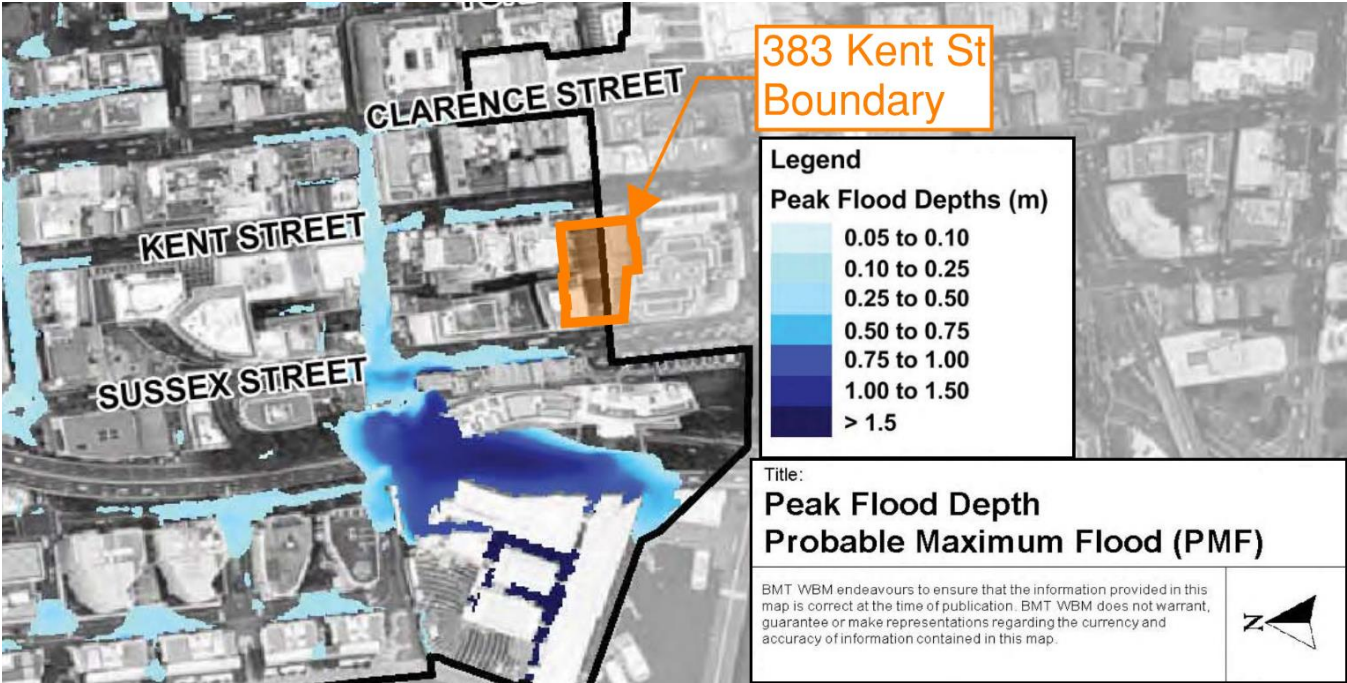 383 Kent St
Boundary
CLARENCE STREET
Legend
Peak Flood Depths (m)
0.05 to 0.10
0.10 to 0.25
0.25 to 0.50
0.50 to 0.75
0.75 to 1.00
1.00 to 1.50
> 1.5
KENT STREET
SUSSEX STREET
Title:
Peak Flood Depth
Probable Maximum Flood (PMF)
BMT WBM endeavours to ensure that the information provided in this
map is correct at the time of publication. BMT WBM does not warrant,
guarantee or make representations regarding the currency and
accuracy of information contained in this map.
N